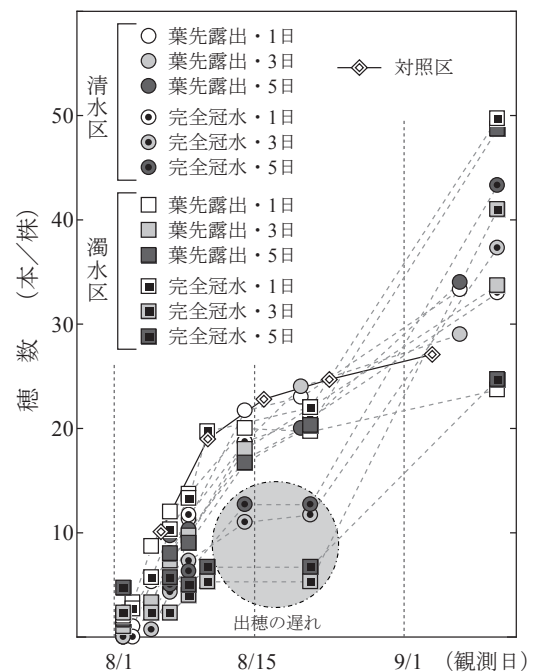 清水区
葉先露出・1日
葉先露出・3日
葉先露出・5日
完全冠水・1日
完全冠水・3日
完全冠水・5日
対照区
濁水区
葉先露出・1日
葉先露出・3日
葉先露出・5日
完全冠水・1日
完全冠水・3日
完全冠水・5日
穂数(本/株)
50
40
30
20
10
出穂の遅れ
8/1 8/15 9/1 (観測日)